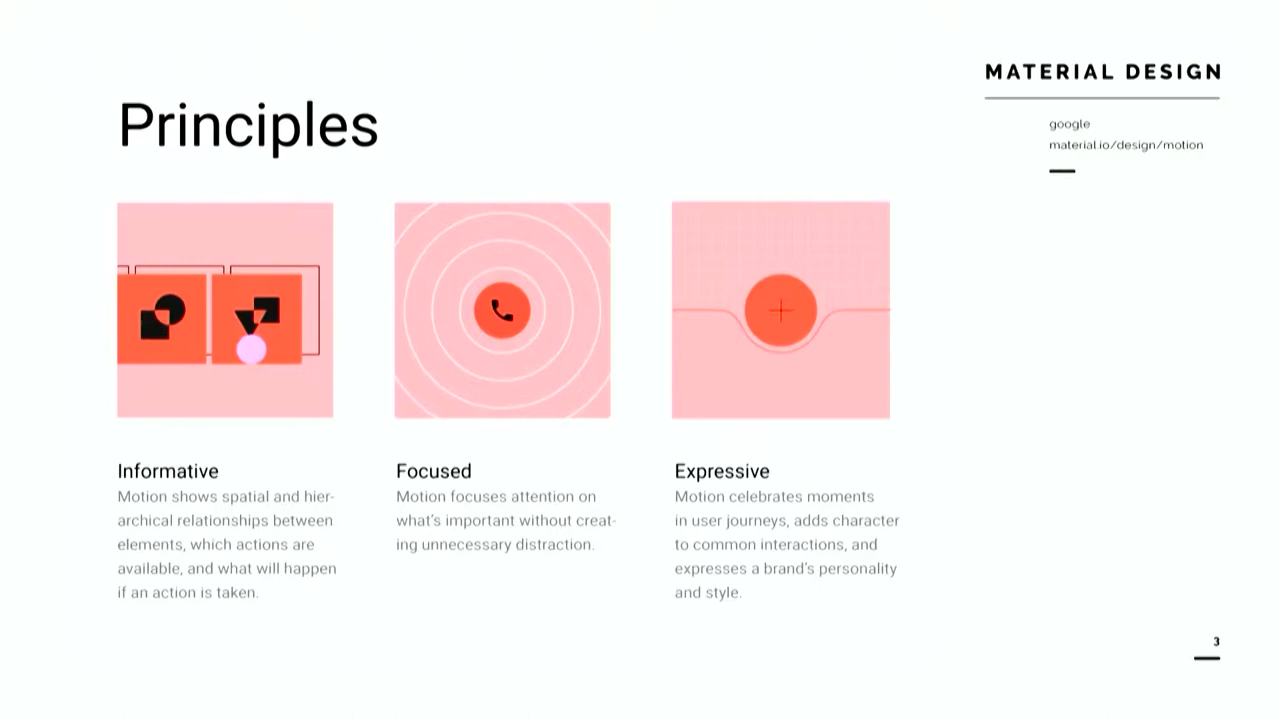 MATERIAL DESIGN
google
material.io/design/motion
Principles
Informative
Motion shows spatial and hier-
archical relationships between
elements, which actions are
available, and what will happen
if an action is taken.
Focused
Motion focuses attention on
what's important without creat-
ing unnecessary distraction.
Expressive
Motion celebrates moments
in user journeys, adds character
to common interactions, and
expresses a brand's personality
and style.
3